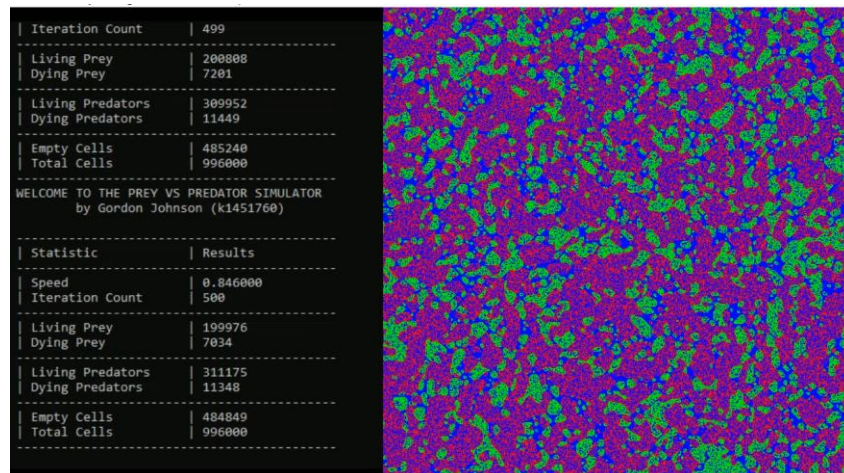 | Iteration Count | 499
| Living Prey | 200808
| Dying Prey | 7201
| Living Predators | 309952
| Dying Predators | 11449
| Empty Cells | 485240
| Total Cells | 996000
WELCOME TO THE PREY VS PREDATOR SIMULATOR
by Gordon Johnson (k1451760)
| Statistic | Results
| Speed | 0.846000
| Iteration Count | 500
| Living Prey | 199976
| Dying Prey | 7034
| Living Predators | 311175
| Dying Predators | 11348
| Empty Cells | 484849
| Total Cells | 996000